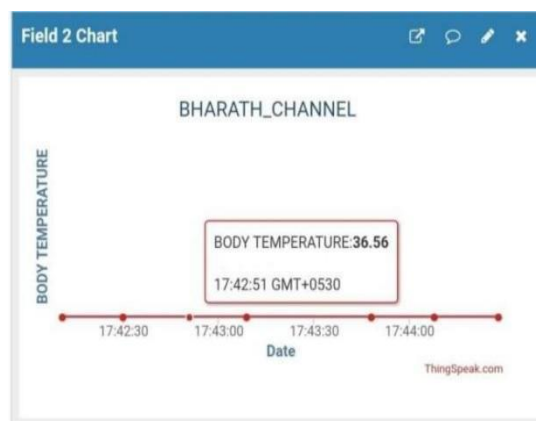 Field 2 Chart
BHARATH_CHANNEL
BODY TEMPERATURE
BODY TEMPERATURE:36.56
17:42:51 GMT+0530
17:42:30 17:43:00 17:43:30 17:44:00
Date
ThingSpeak.com